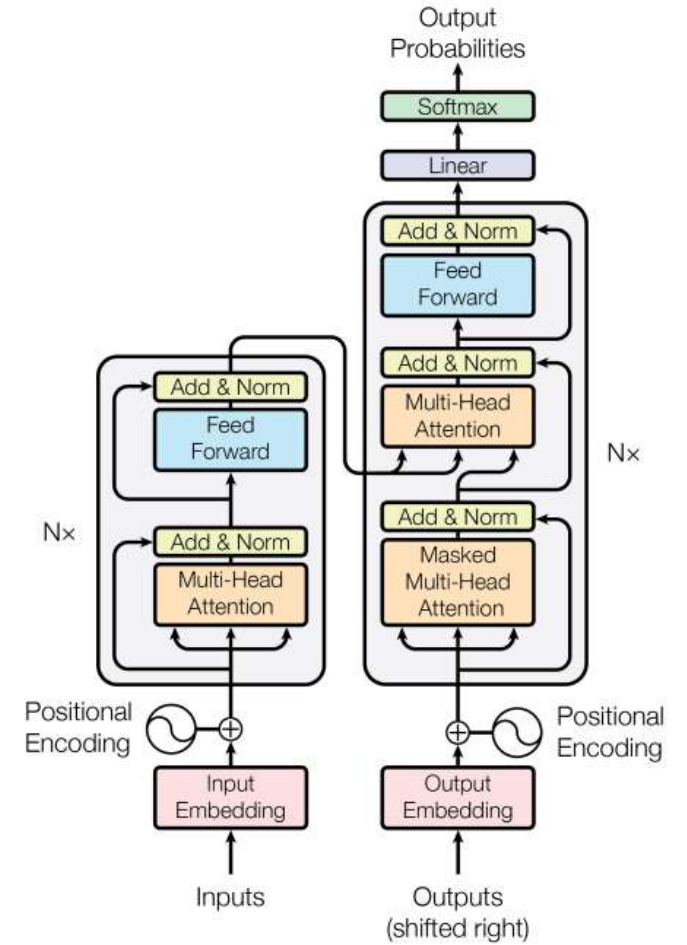 Output
Probabilities
Softmax
Linear
Add & Norm
Feed
Forward
Add & Norm
Multi-Head
Attention
Add & Norm
Masked
Multi-Head
Attention
Nx
Add & Norm
Feed
Forward
Add & Norm
Multi-Head
Attention
N×
Positional
Encoding
Positional
Encoding
Input
Embedding
Output
Embedding
Inputs
Outputs
(shifted right)